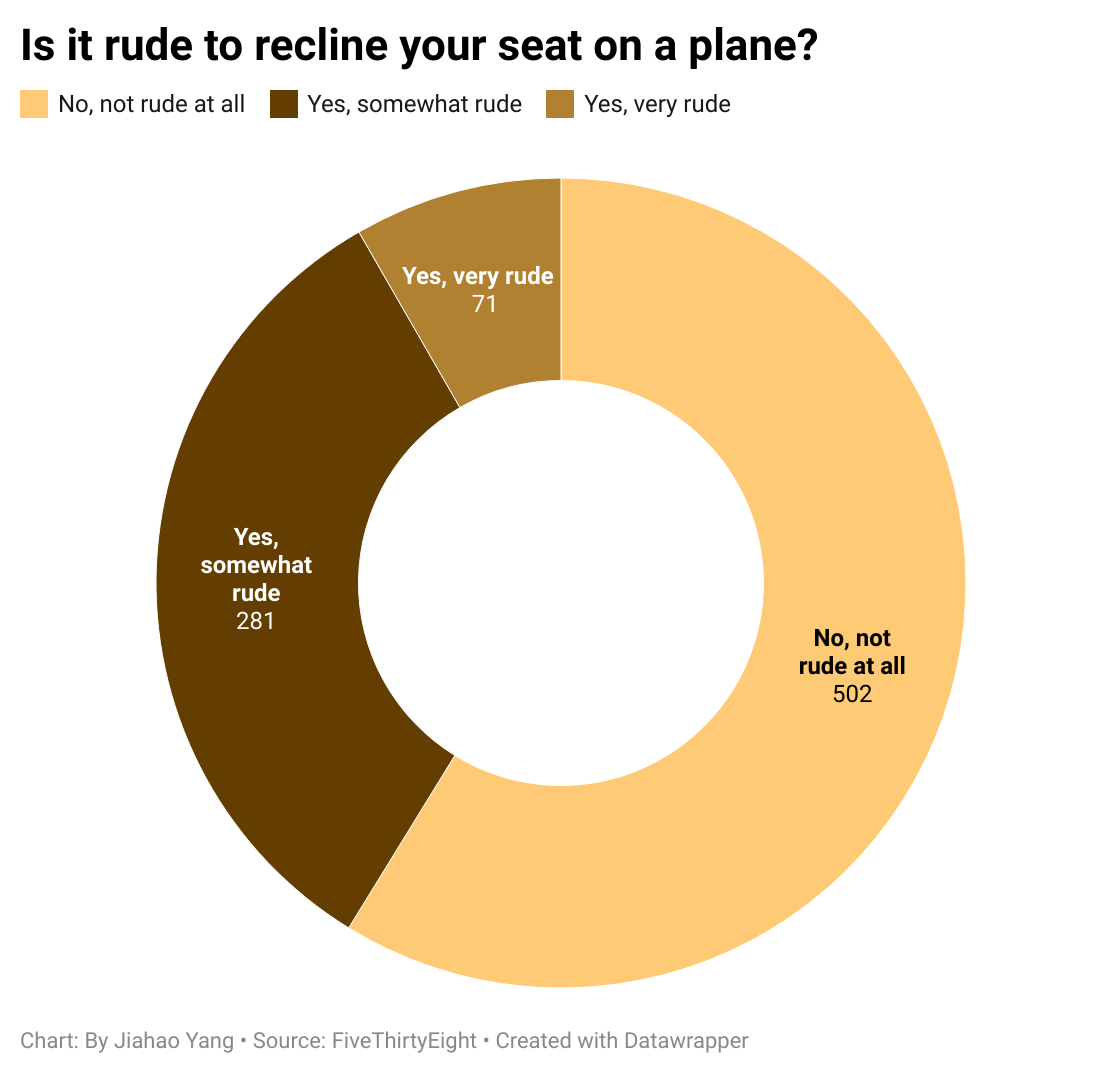 Is it rude to recline your seat on a plane?
No, not rude at all Yes, somewhat rude Yes, very rude
Yes, very rude
71
Yes,
somewhat
rude
281
No, not
rude at all
502
Chart: By Jiahao Yang • Source: FiveThirtyEight • Created with Datawrapper